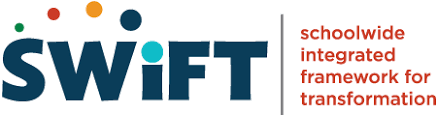 SWiFT
schoolwide
integrated
framework for
transformation